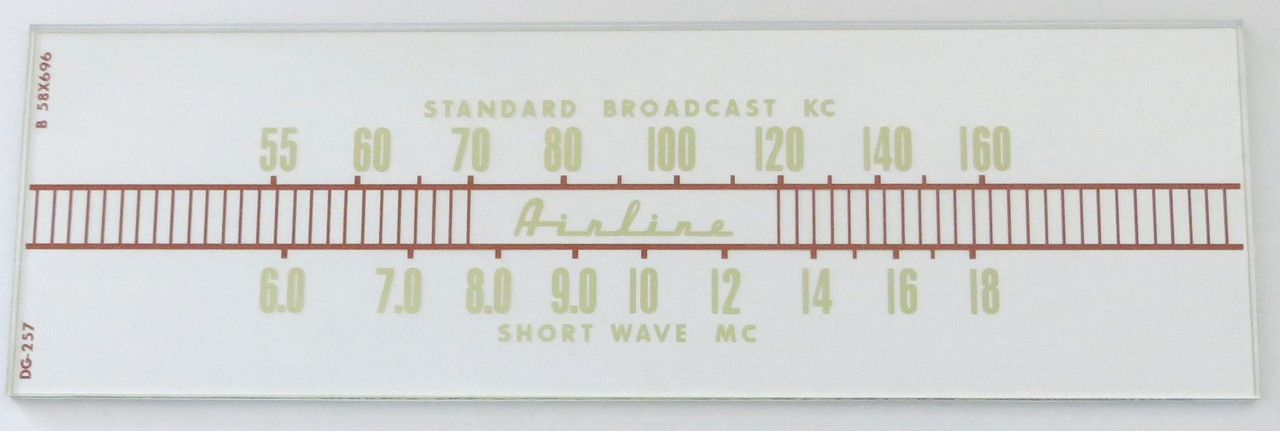 B 58X696
STANDARD BROADCAST KC
55 60 70 80 100 120 140 160
Airline
6.0 7.0 8.0 9.0 10 12 14 16 18
SHORT WAVE MC
DG-257